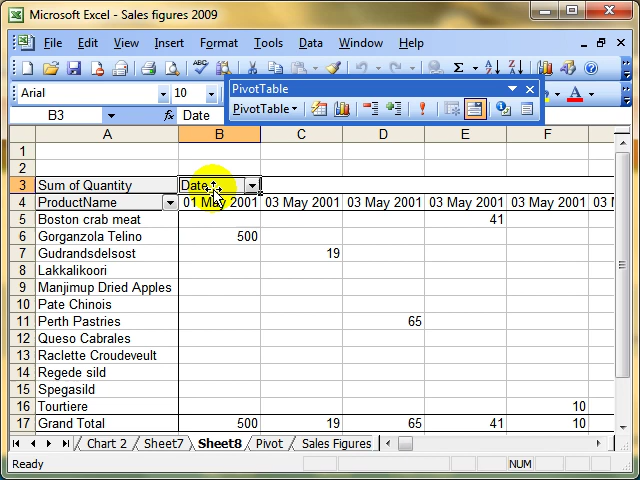 Microsoft Excel - Sales figures 2009
File Edit View Insert Format Tools Data Window Help
Arial 10
PivotTable
PivotTable
B3 fx Date
A B C D E F
1
2
3 Sum of Quantity Date
4 ProductName 01 May 2001 03 May 2001 03 May 2001 03 May 2001 03 May 2001 03 M
5 Boston crab meat 41
6 Gorganzola Telino 500
7 Gudrandsdelsost 19
8 Lakkalikoori
9 Manjimup Dried Apples
10 Pate Chinois
11 Perth Pastries 65
12 Queso Cabrales
13 Raclette Croudeveult
14 Regede sild
15 Spegasild
16 Tourtiere 10
17 Grand Total 500 19 65 41 10
Chart 2 Sheet7 Sheet8 Pivot Sales Figures
Ready NUM